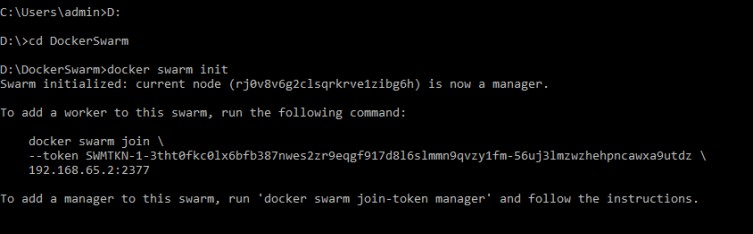 C:\Users\admin>D:
D:\>cd DockerSwarm
D:\DockerSwarm>docker swarm init
Swarm initialized: current node (rj0v8v6g2clsqrkrve1zibg6h) is now a manager.
To add a worker to this swarm, run the following command:
docker swarm join \
--token SWMTKN-1-3tht0fkc0lx6bfb387nwes2zr9eqgf917d8l6slmmn9qvzy1fm-56uj3lmzwzhehpncawxa9utdz \
192.168.65.2:2377
To add a manager to this swarm, run 'docker swarm join-token manager' and follow the instructions.